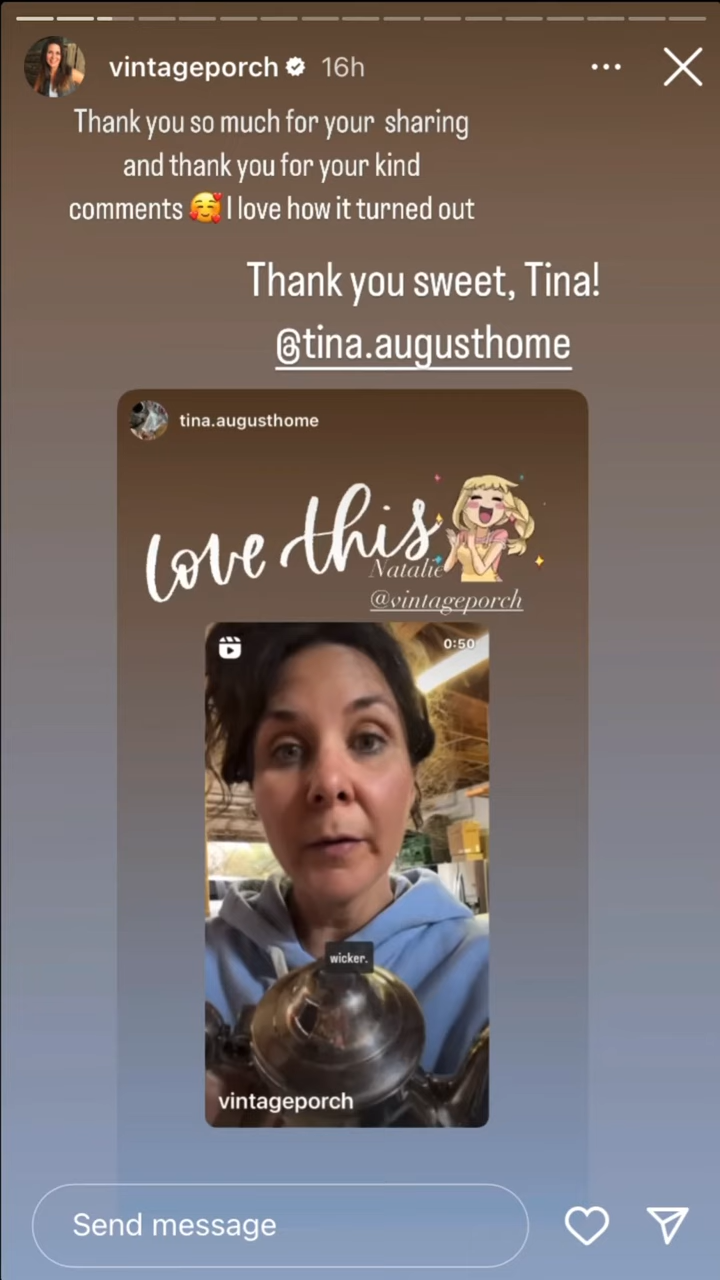 vintageporch 16h
Thank you so much for your sharing
and thank you for your kind
comments 🥰 I love how it turned out
Thank you sweet, Tina!
@tina.augusthome
tina.augusthome
love this
Natalie
@vintageporch
0:50
wicker.
vintageporch
Send message